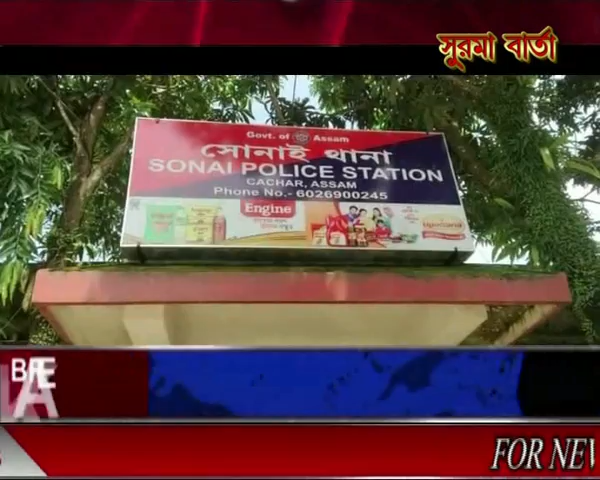 সুরমা বার্তা
Govt. of Assam
সোনাই থানা
SONAI POLICE STATION
CACHAR, ASSAM
Phone No.- 6026900245
Engine
FOR NEW